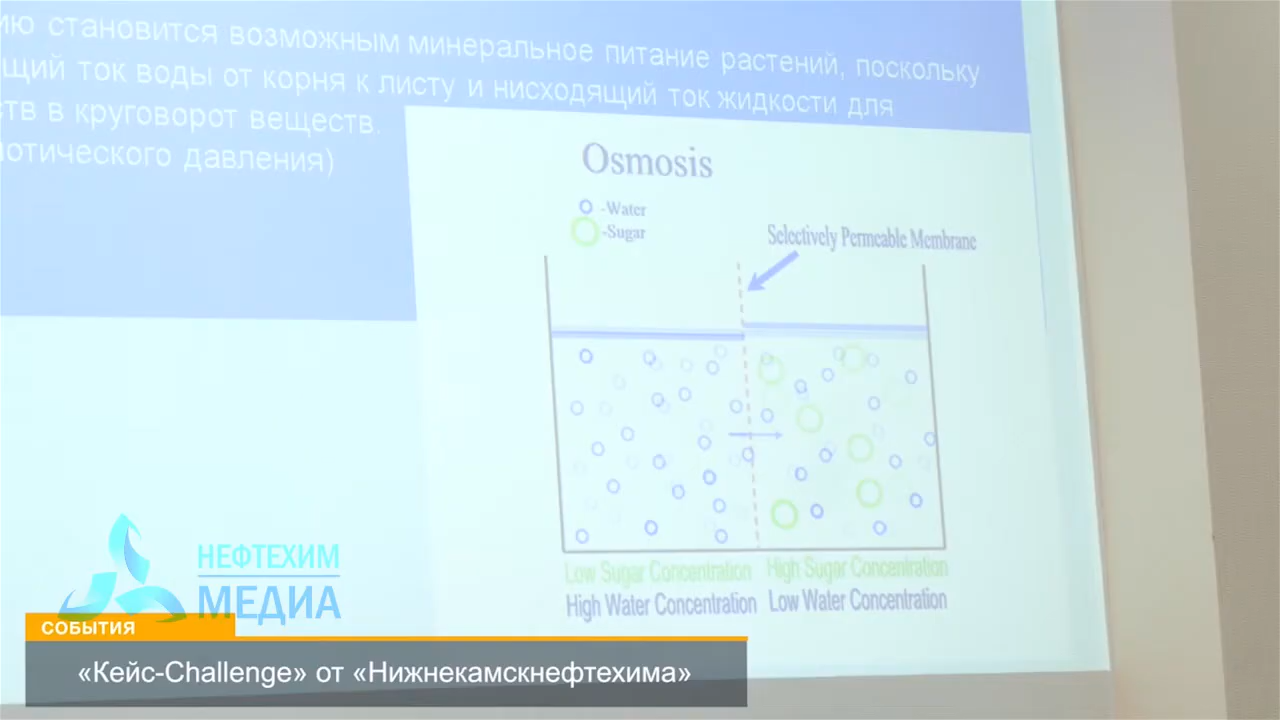 ию становится возможным минеральное питание растений, поскольку
щий ток воды от корня к листу и нисходящий ток жидкости для
ств в круговорот веществ.
мотического давления)
Osmosis
-Water
-Sugar
Selectively Permeable Membrane
Low Sugar Concentration
High Sugar Concentration
High Water Concentration
Low Water Concentration
НЕФТЕХИМ
МЕДИА
СОБЫТИЯ
«Кейс-Challenge» от «Нижнекамскнефтехима»